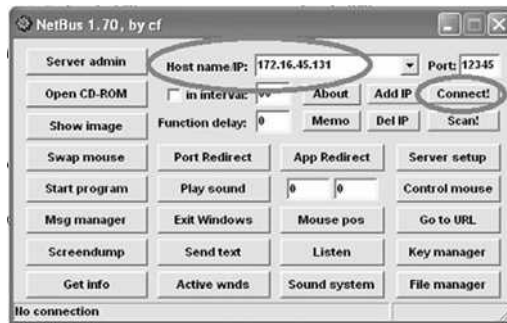 NetBus 1.70, by cf
Server admin Host name/IP: 172.16.45.131 Port: 12345
Open CD-ROM in interval: About Add IP Connect!
Show image Function delay: 0 Memo Del IP Scan!
Swap mouse Port Redirect App Redirect Server setup
Start program Play sound 0 0 Control mouse
Msg manager Exit Windows Mouse pos Go to URL
Screendump Send text Listen Key manager
Get info Active wnds Sound system File manager
No connection